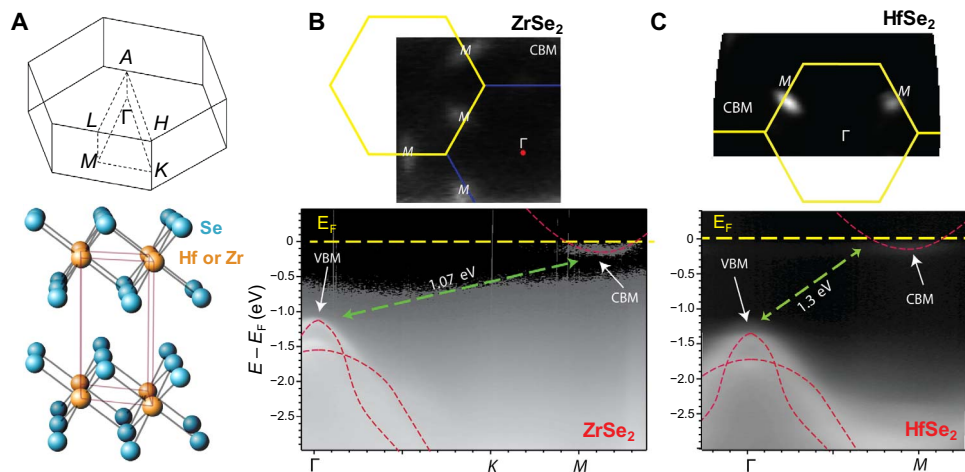 A
A
Γ
L
H
M
K
Se
Hf or Zr
B
ZrSe2
M
CBM
M
M
Γ
M
EF
VBM
1.07 eV
CBM
0
−0.5
−1.0
−1.5
−2.0
−2.5
E − EF (eV)
ZrSe2
Γ
K
M
C
HfSe2
M
M
CBM
Γ
EF
VBM
1.3 eV
CBM
0
−0.5
−1.0
−1.5
−2.0
−2.5
HfSe2
Γ
M